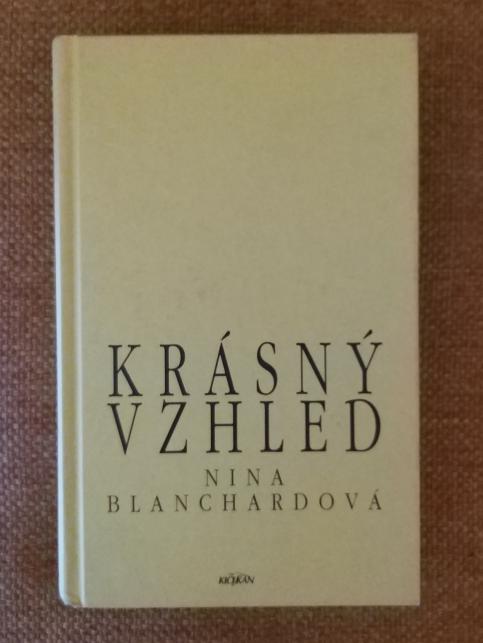 KRÁSNÝ
VZHLED
NINA
BLANCHARDOVÁ